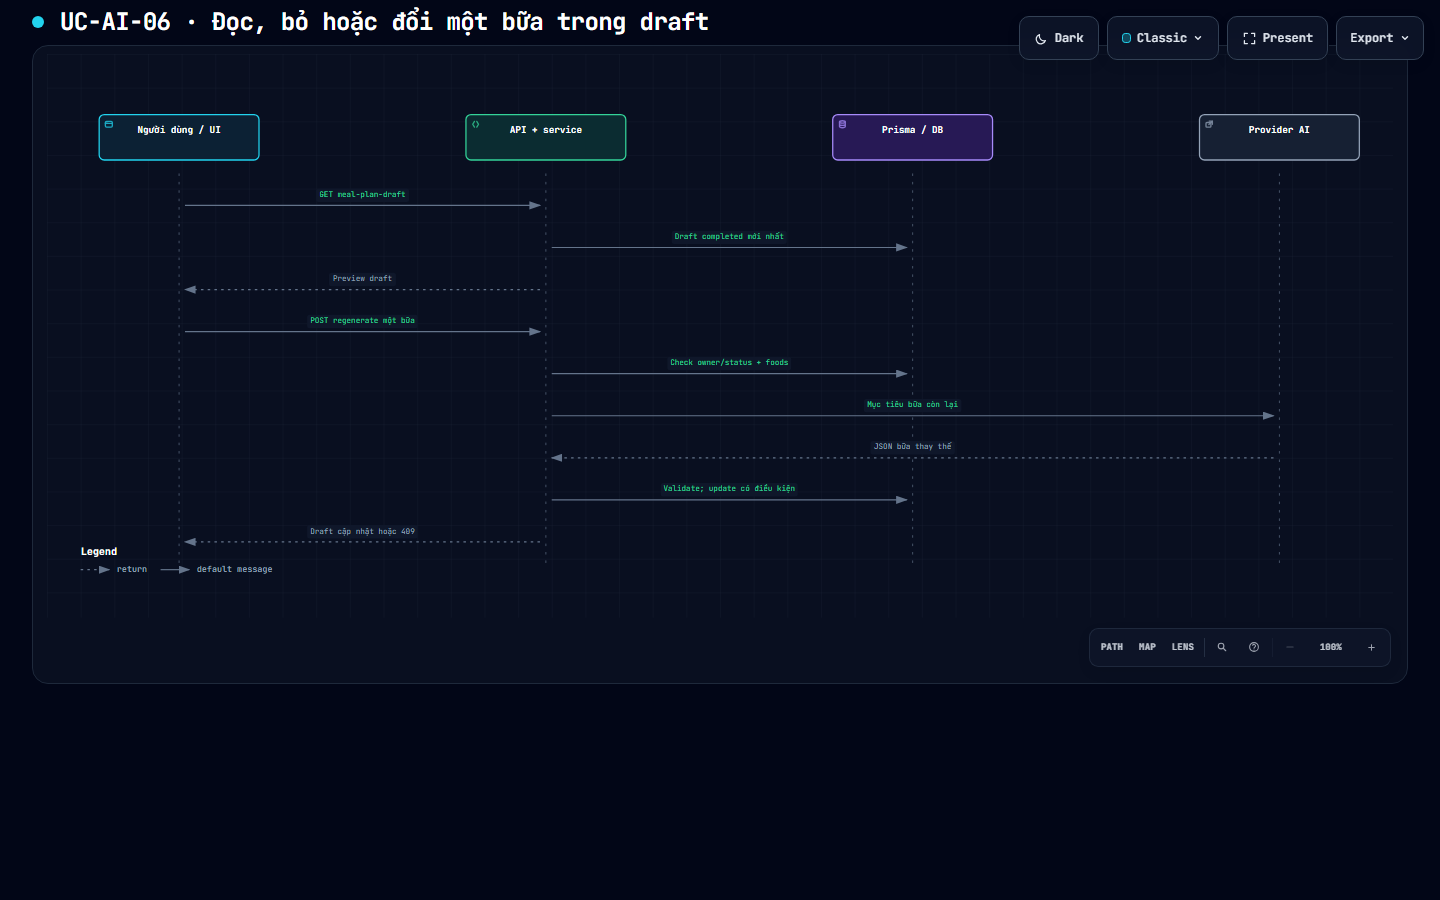 UC-AI-06 · Đọc, bỏ hoặc đổi một bữa trong draft
Dark
Classic
Present
Export
Người dùng / UI
API + service
Prisma / DB
Provider AI
GET meal-plan-draft
Draft completed mới nhất
Preview draft
POST regenerate một bữa
Check owner/status + foods
Mục tiêu bữa còn lại
JSON bữa thay thế
Validate; update có điều kiện
Draft cập nhật hoặc 409
Legend
return
default message
PATH
MAP
LENS
100%